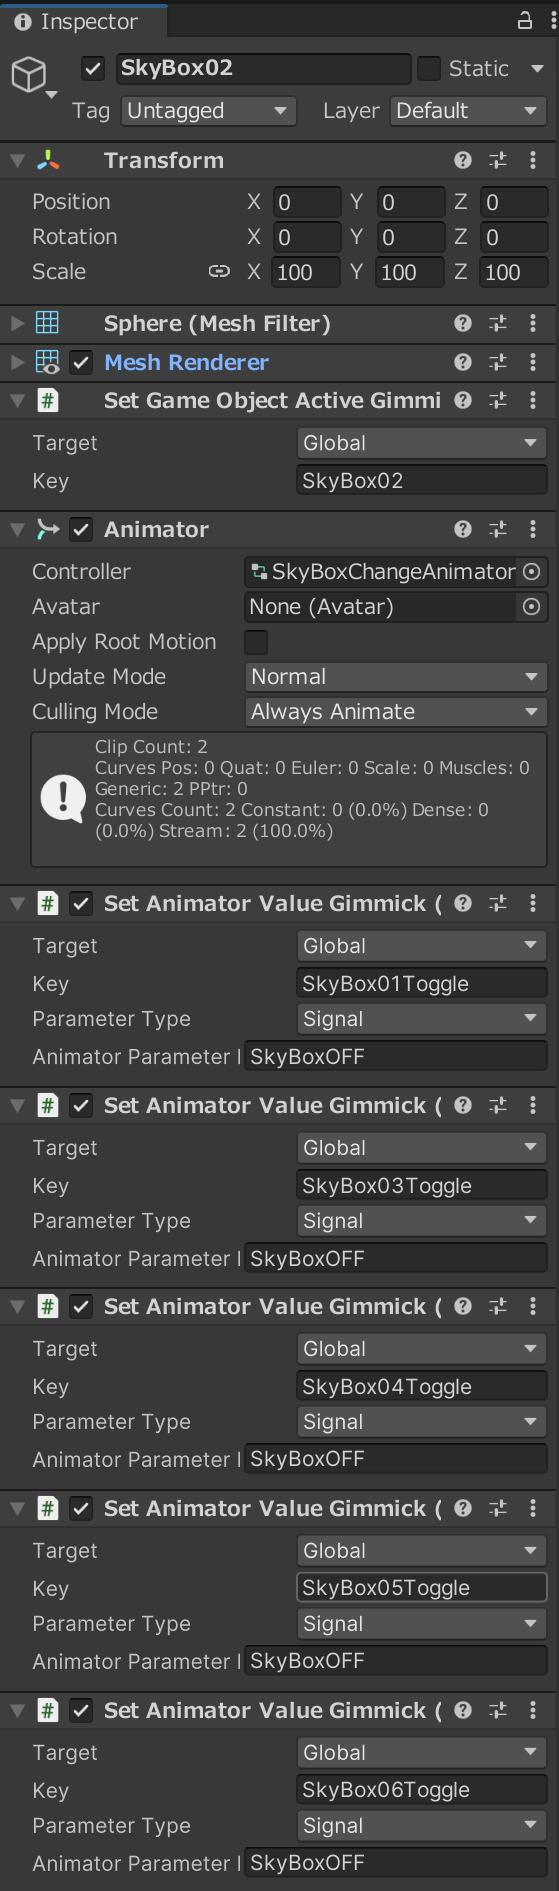 Inspector
SkyBox02 Static
Tag Untagged Layer Default
Transform
Position X 0 Y 0 Z 0
Rotation X 0 Y 0 Z 0
Scale X 100 Y 100 Z 100
Sphere (Mesh Filter)
Mesh Renderer
Set Game Object Active Gimmi
Target Global
Key SkyBox02
Animator
Controller SkyBoxChangeAnimator
Avatar None (Avatar)
Apply Root Motion
Update Mode Normal
Culling Mode Always Animate
Clip Count: 2
Curves Pos: 0 Quat: 0 Euler: 0 Scale: 0 Muscles: 0
Generic: 2 PPtr: 0
Curves Count: 2 Constant: 0 (0.0%) Dense: 0
(0.0%) Stream: 2 (100.0%)
Set Animator Value Gimmick (
Target Global
Key SkyBox01Toggle
Parameter Type Signal
Animator Parameter SkyBoxOFF
Set Animator Value Gimmick (
Target Global
Key SkyBox03Toggle
Parameter Type Signal
Animator Parameter SkyBoxOFF
Set Animator Value Gimmick (
Target Global
Key SkyBox04Toggle
Parameter Type Signal
Animator Parameter SkyBoxOFF
Set Animator Value Gimmick (
Target Global
Key SkyBox05Toggle
Parameter Type Signal
Animator Parameter SkyBoxOFF
Set Animator Value Gimmick (
Target Global
Key SkyBox06Toggle
Parameter Type Signal
Animator Parameter SkyBoxOFF